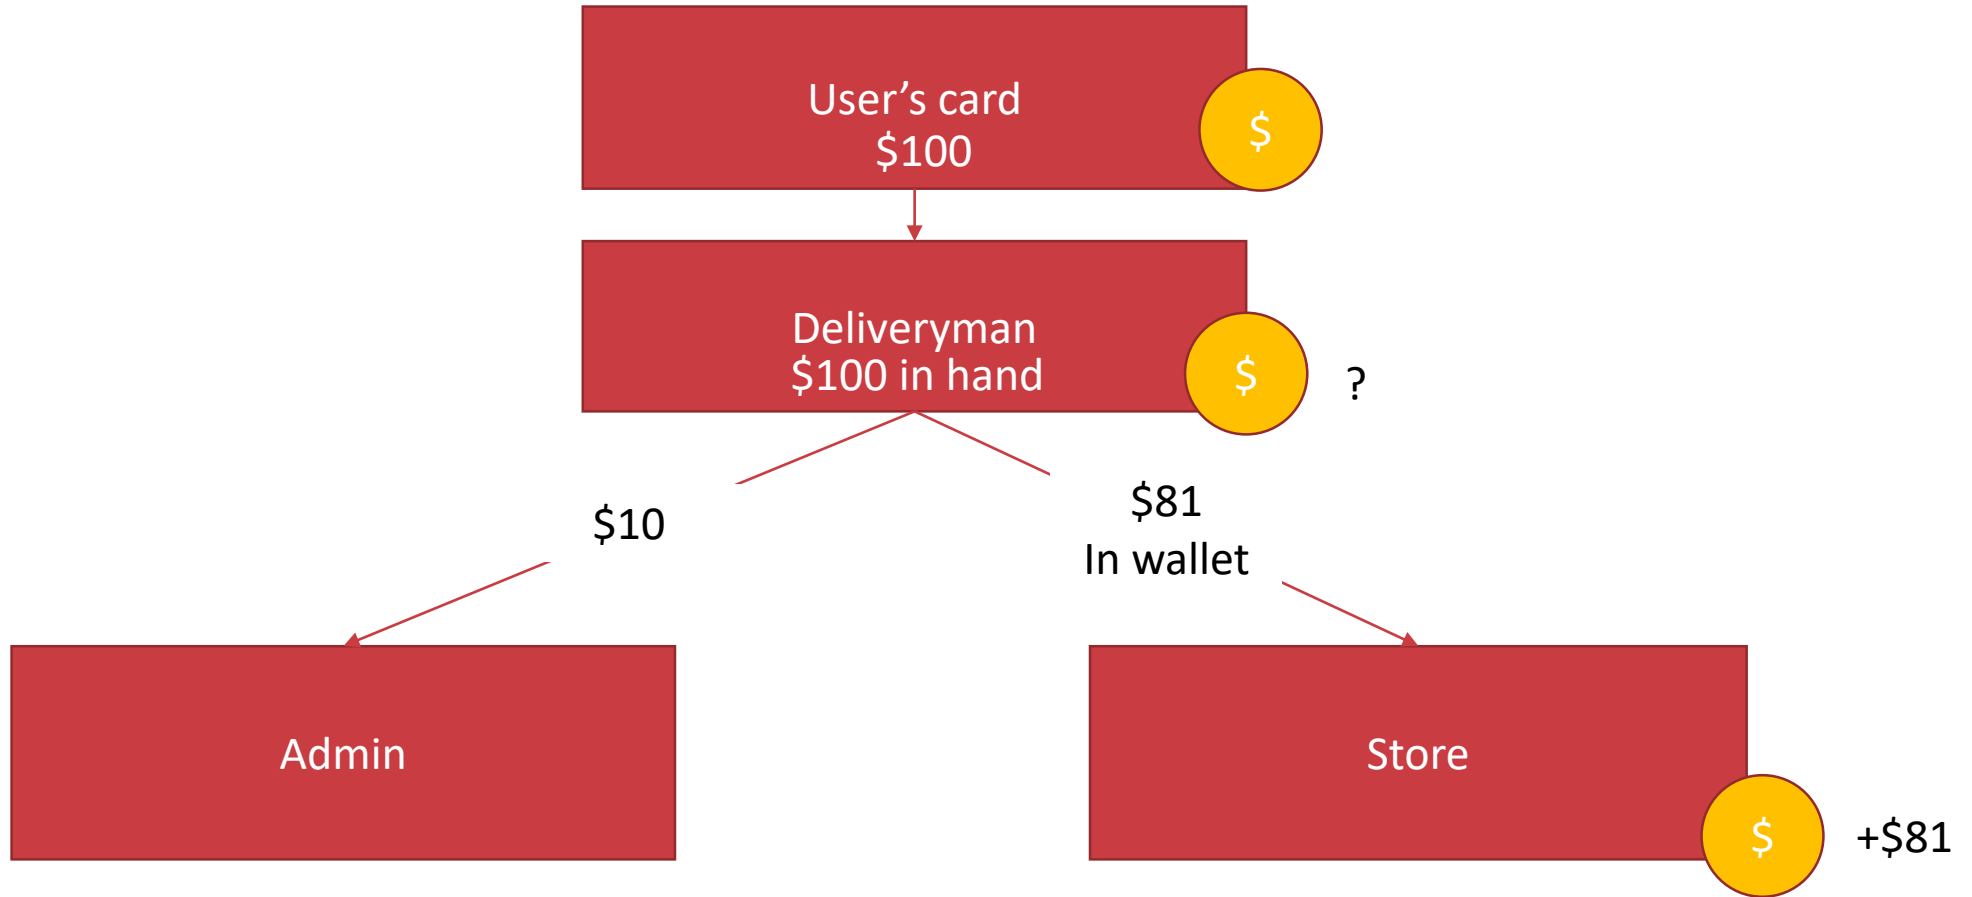 User’s card
$100
$
Deliveryman
$100 in hand
$
?
$10
$81
In wallet
Admin
Store
$
+$81